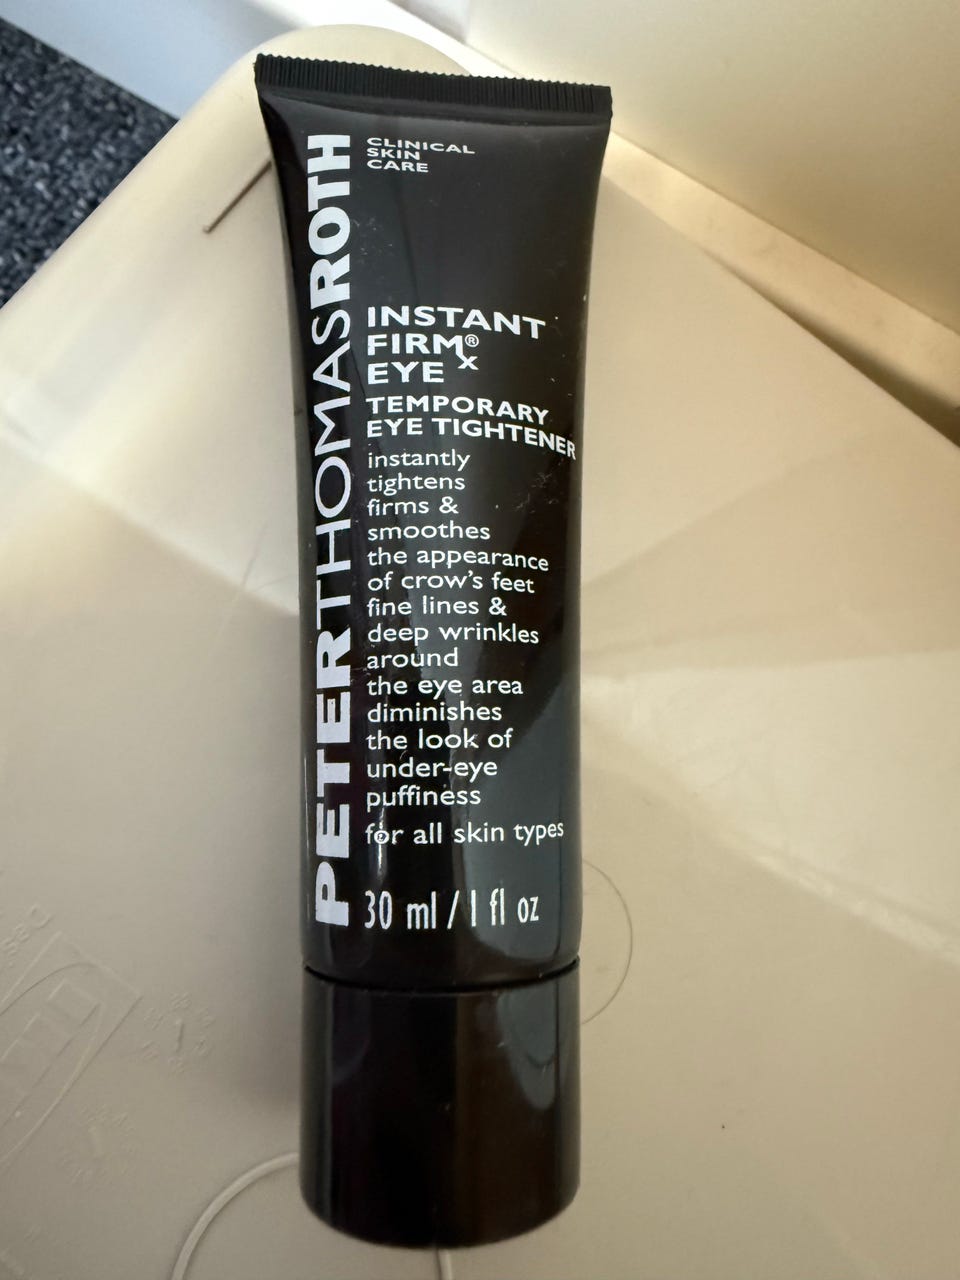 PETERTHOMASROTH
CLINICAL
SKIN
CARE
INSTANT
FIRMx®
EYE
TEMPORARY
EYE TIGHTENER
instantly
tightens
firms &
smoothes
the appearance
of crow's feet
fine lines &
deep wrinkles
around
the eye area
diminishes
the look of
under-eye
puffiness
for all skin types
30 ml / 1 fl oz